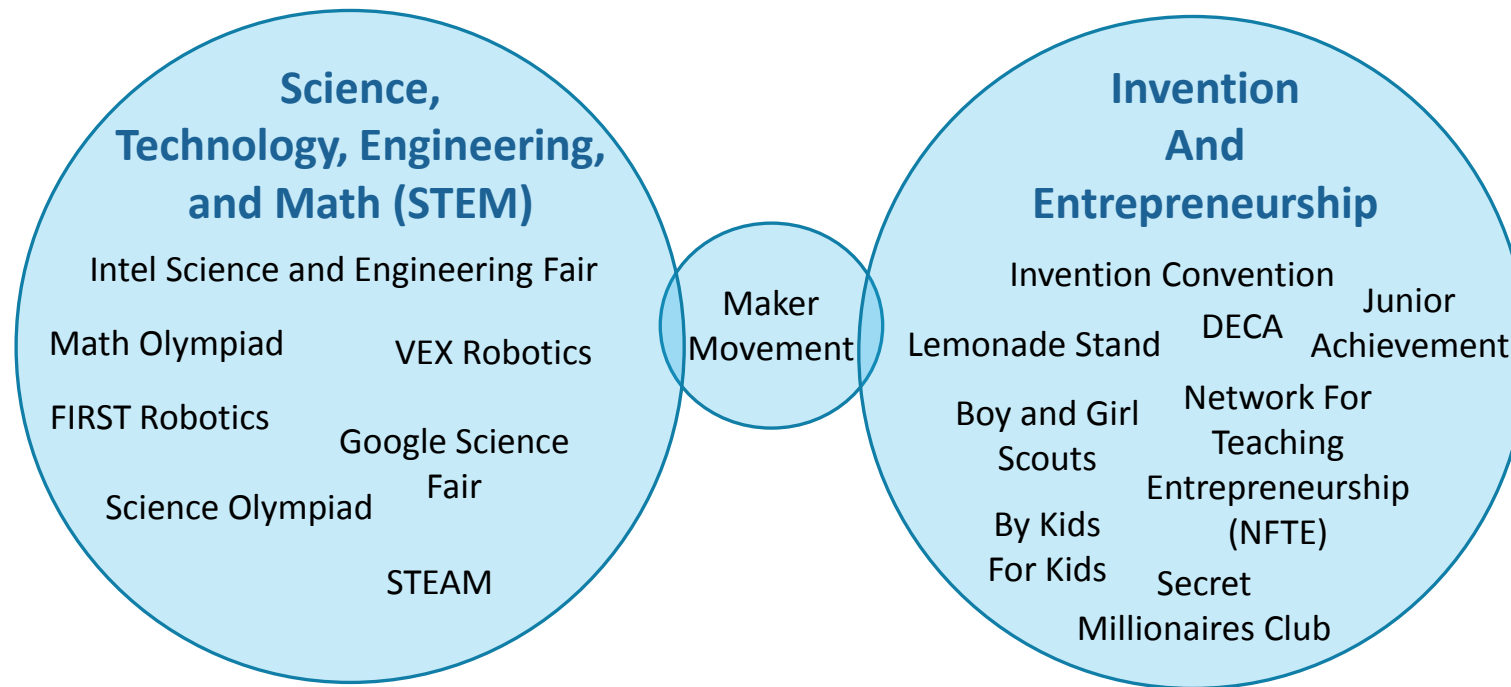 Science,
Technology, Engineering,
and Math (STEM)
Intel Science and Engineering Fair
Math Olympiad
VEX Robotics
FIRST Robotics
Google Science
Fair
Science Olympiad
STEAM
Maker
Movement
Invention
And
Entrepreneurship
Invention Convention
Junior
Achievement
DECA
Lemonade Stand
Boy and Girl
Scouts
Network For
Teaching
Entrepreneurship
(NFTE)
By Kids
For Kids
Secret
Millionaires Club